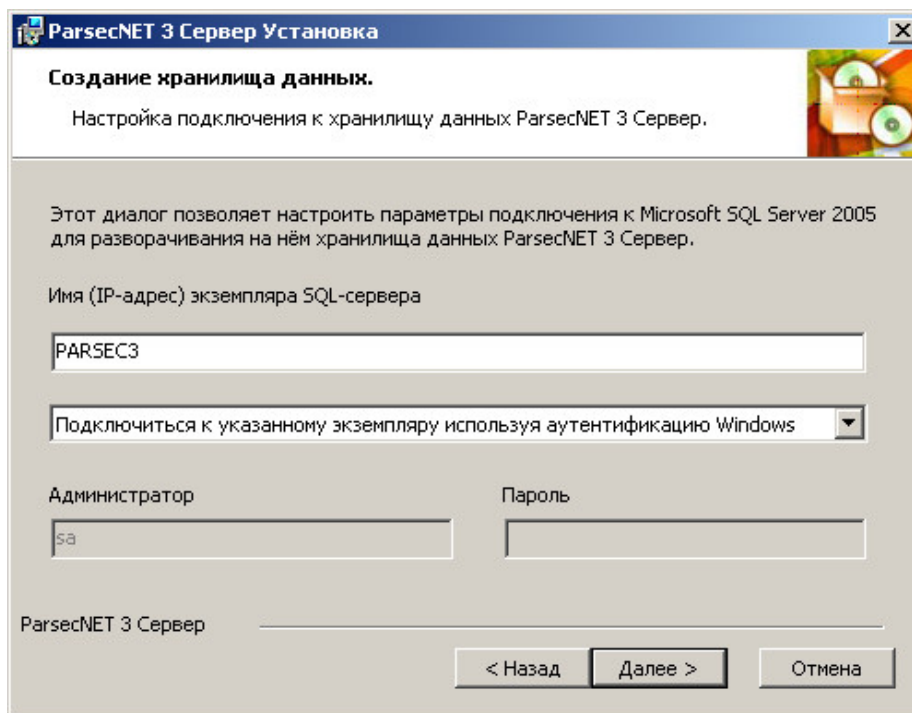 ParsecNET 3 Сервер Установка
Создание хранилища данных.
Настройка подключения к хранилищу данных ParsecNET 3 Сервер.
Этот диалог позволяет настроить параметры подключения к Microsoft SQL Server 2005
для разворачивания на нём хранилища данных ParsecNET 3 Сервер.
Имя (IP-адрес) экземпляра SQL-сервера
PARSEC3
Подключиться к указанному экземпляру используя аутентификацию Windows
Администратор Пароль
sa
ParsecNET 3 Сервер
< Назад Далее > Отмена